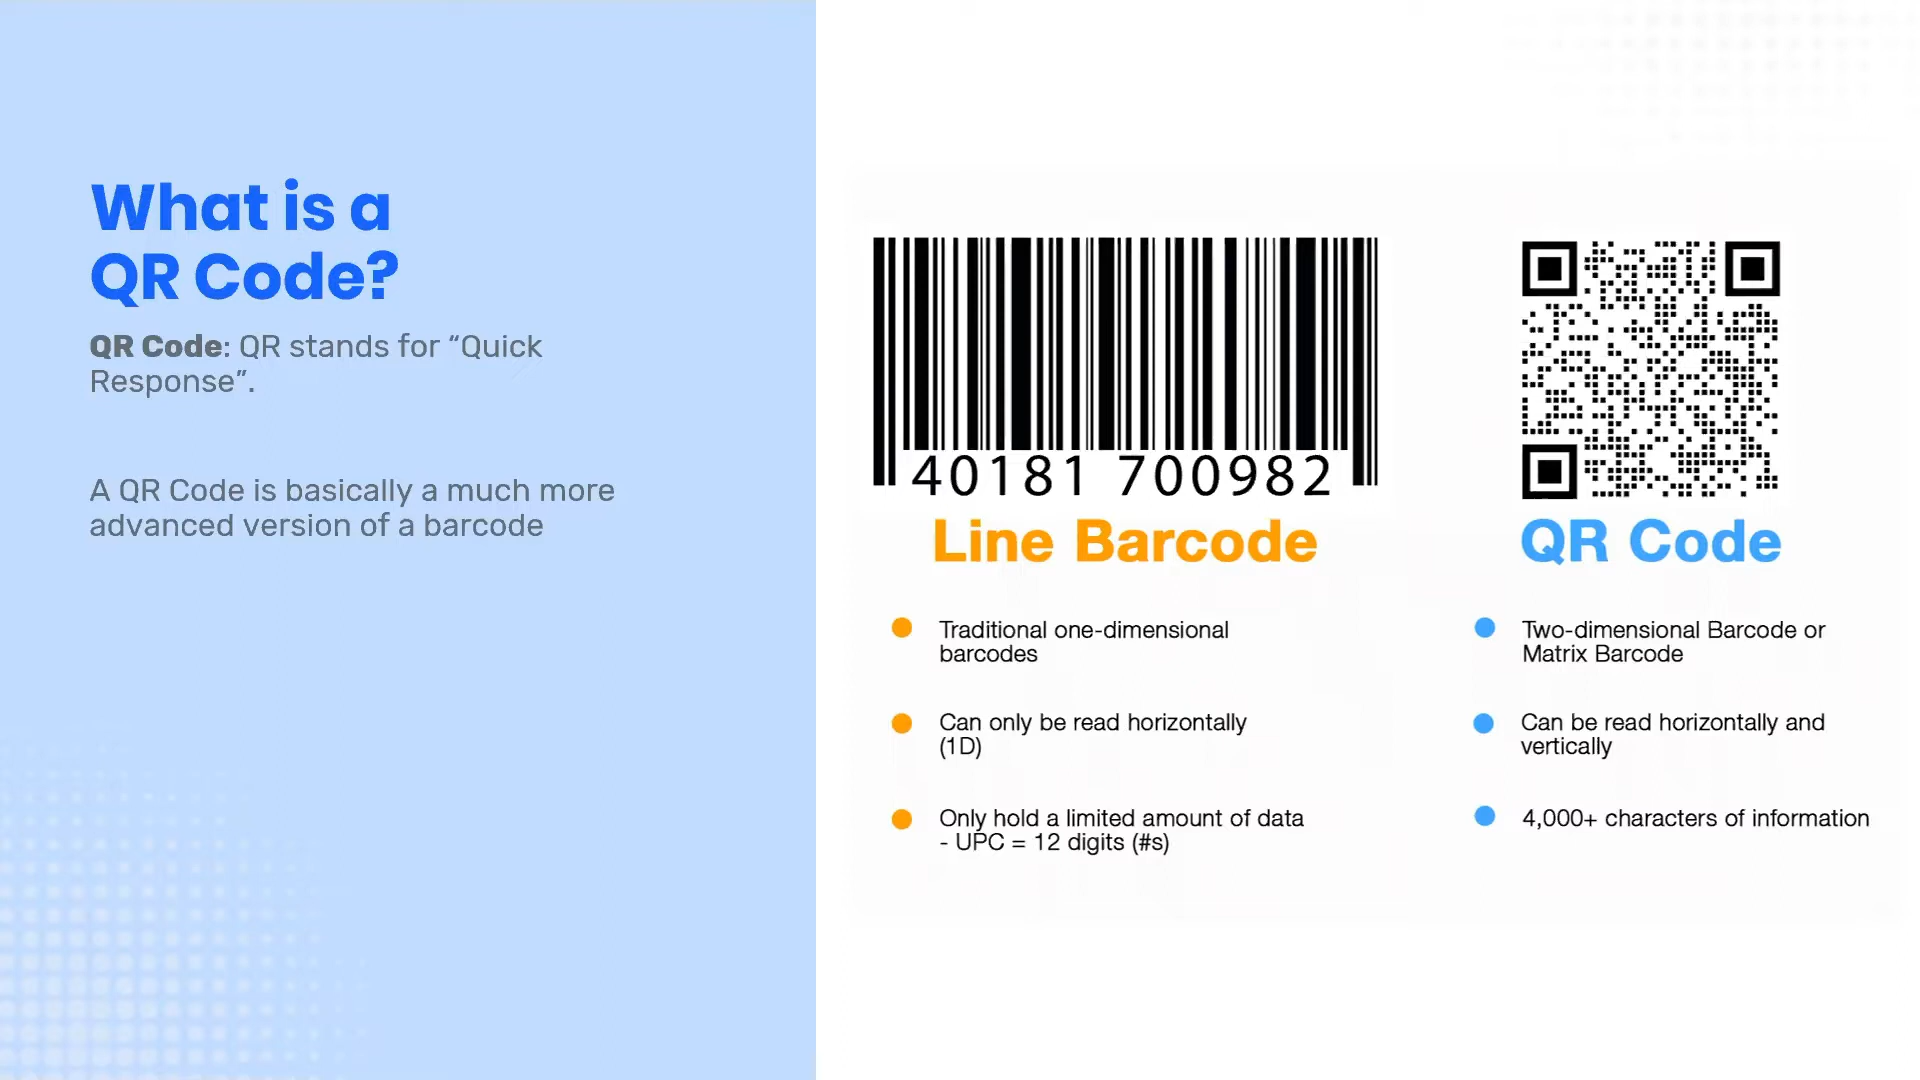 What is a
QR Code?
QR Code: QR stands for “Quick
Response”.
A QR Code is basically a much more
advanced version of a barcode
40181 700982
Line Barcode
Traditional one-dimensional
barcodes
Can only be read horizontally
(1D)
Only hold a limited amount of data
- UPC = 12 digits (#s)
QR Code
Two-dimensional Barcode or
Matrix Barcode
Can be read horizontally and
vertically
4,000+ characters of information